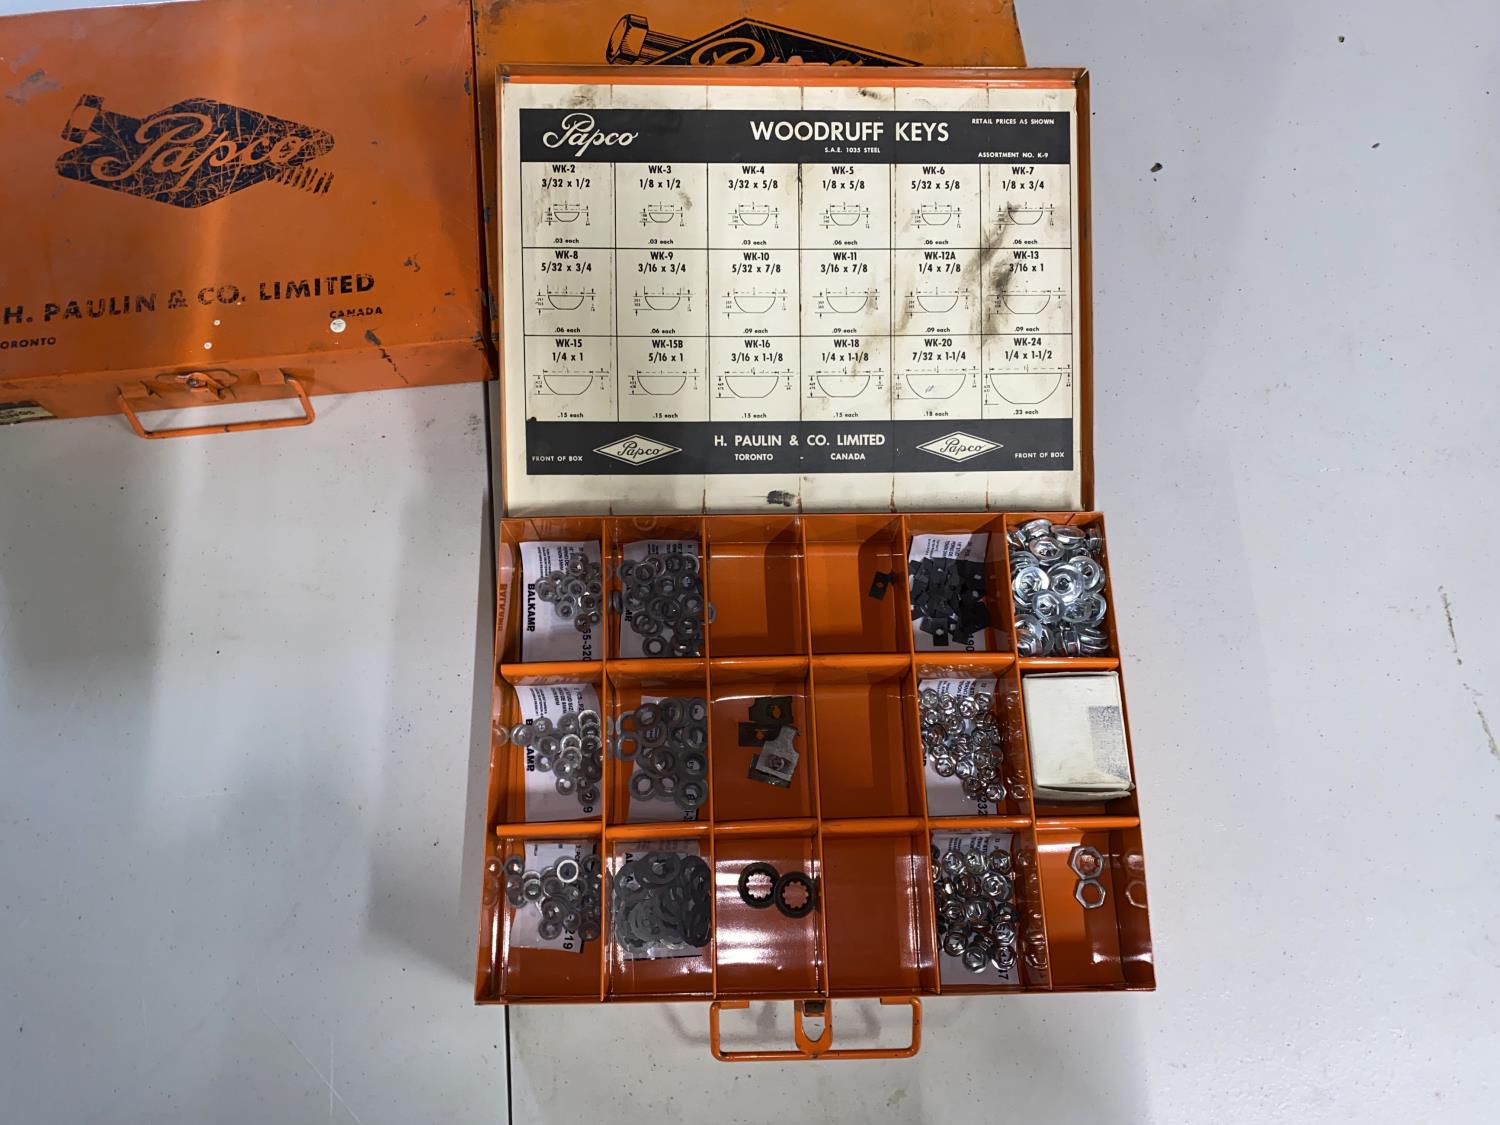 Papco
H. PAULIN & CO. LIMITED
CANADA
Papco
WOODRUFF KEYS
S.A.E. 1035 STEEL
RETAIL PRICES AS SHOWN
ASSORTMENT NO. K-9
WK-2 WK-3 WK-4 WK-5 WK-6 WK-7
3/32 x 1/2 1/8 x 1/2 3/32 x 5/8 1/8 x 5/8 5/32 x 5/8 1/8 x 3/4
.03 each .03 each .03 each .06 each .06 each .06 each
WK-8 WK-9 WK-10 WK-11 WK-12A WK-13
5/32 x 3/4 3/16 x 3/4 5/32 x 7/8 3/16 x 7/8 1/4 x 7/8 3/16 x 1
.06 each .06 each .09 each .09 each .09 each .09 each
WK-15 WK-15B WK-16 WK-18 WK-20 WK-24
1/4 x 1 5/16 x 1 3/16 x 1-1/8 1/4 x 1-1/8 7/32 x 1-1/4 1/4 x 1-1/2
.15 each .15 each .15 each .15 each .18 each .23 each
FRONT OF BOX
Papco
H. PAULIN & CO. LIMITED
TORONTO - CANADA
Papco
FRONT OF BOX
BALKAMP